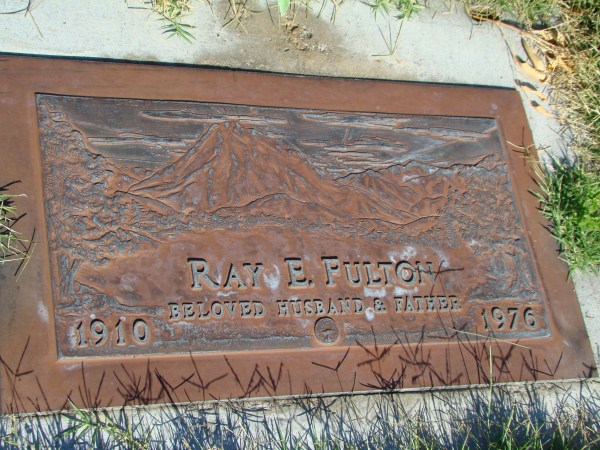 RAY E. FULTON
BELOVED HUSBAND & FATHER
1910 1976